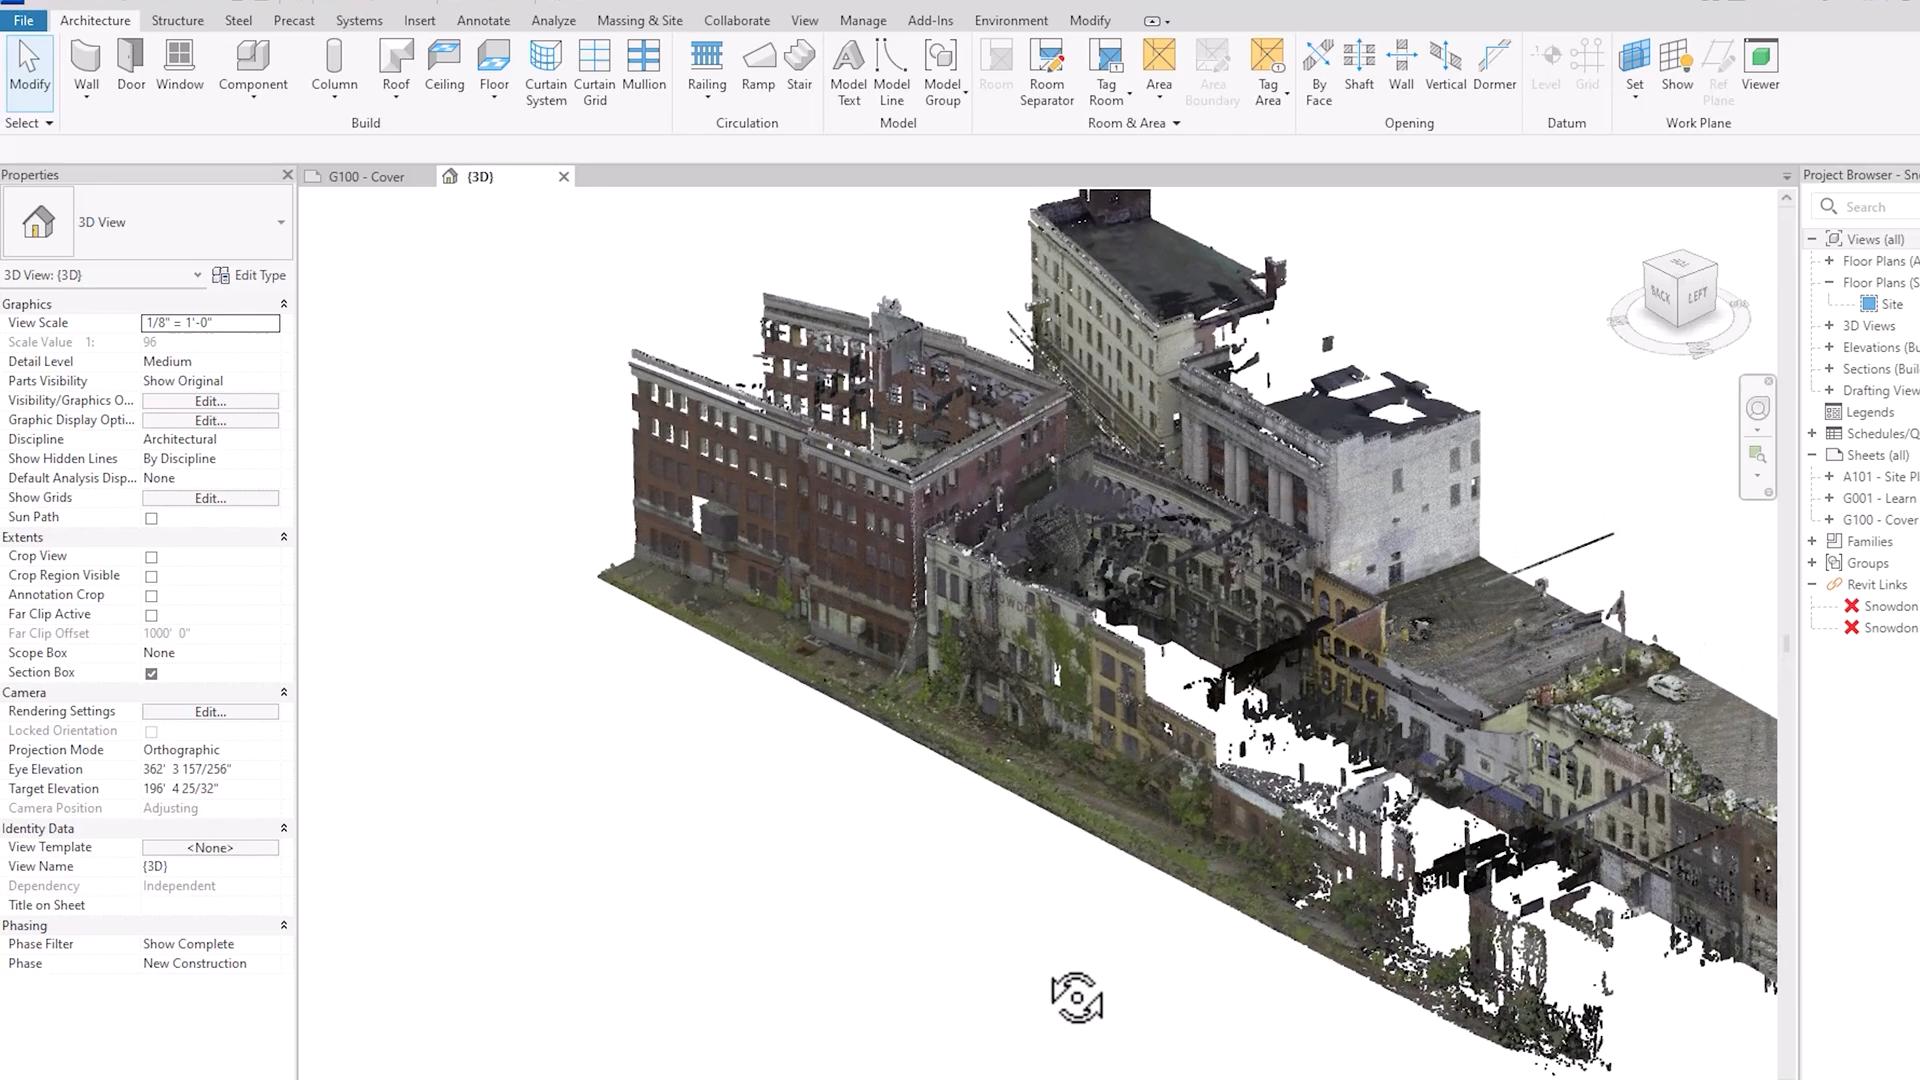 File Architecture Structure Steel Precast Systems Insert Annotate Analyze Massing & Site Collaborate View Manage Add-Ins Environment Modify
Modify Wall Door Window Component Column Roof Ceiling Floor Curtain System Curtain Grid Mullion Railing Ramp Stair Model Text Model Line Model Group Room Room Separator Tag Room Area Area Boundary Tag Area By Face Shaft Wall Vertical Dormer Level Grid Set Show Ref Plane Viewer
Select Build Circulation Model Room & Area Opening Datum Work Plane
Properties
G100 - Cover
{3D}
3D View
3D View: {3D}
Edit Type
Graphics
View Scale 1/8" = 1'-0"
Scale Value 1: 96
Detail Level Medium
Parts Visibility Show Original
Visibility/Graphics O... Edit...
Graphic Display Opti... Edit...
Discipline Architectural
Show Hidden Lines By Discipline
Default Analysis Disp... None
Show Grids Edit...
Sun Path
Extents
Crop View
Crop Region Visible
Annotation Crop
Far Clip Active
Far Clip Offset 1000' 0"
Scope Box None
Section Box
Camera
Rendering Settings Edit...
Locked Orientation
Projection Mode Orthographic
Eye Elevation 362' 3 157/256"
Target Elevation 196' 4 25/32"
Camera Position Adjusting
Identity Data
View Template <None>
View Name {3D}
Dependency Independent
Title on Sheet
Phasing
Phase Filter Show Complete
Phase New Construction
BACK LEFT
Project Browser - Sno
Search
Views (all)
Floor Plans (A
Floor Plans (S
Site
3D Views
Elevations (Bu
Sections (Buil
Drafting View
Legends
Schedules/Q
Sheets (all)
A101 - Site Pl
G001 - Learn
G100 - Cover
Families
Groups
Revit Links
Snowdon
Snowdon